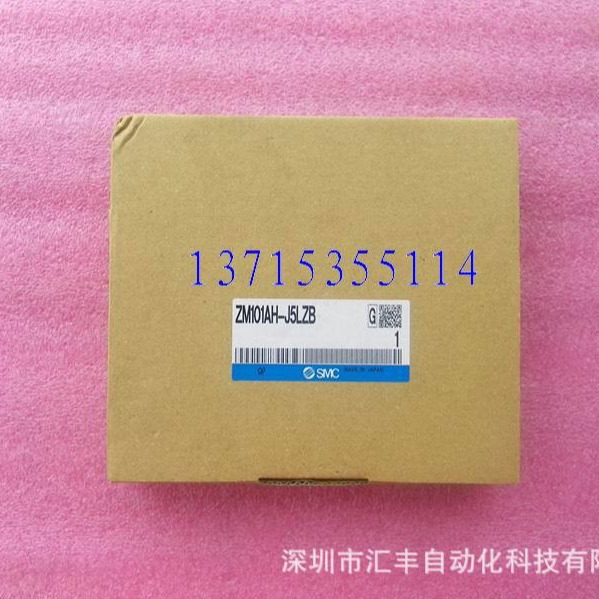 13715355114
ZM101AH-J5LZB
G
1
QP
SMC MADE IN JAPAN
深圳市汇丰自动化科技有限